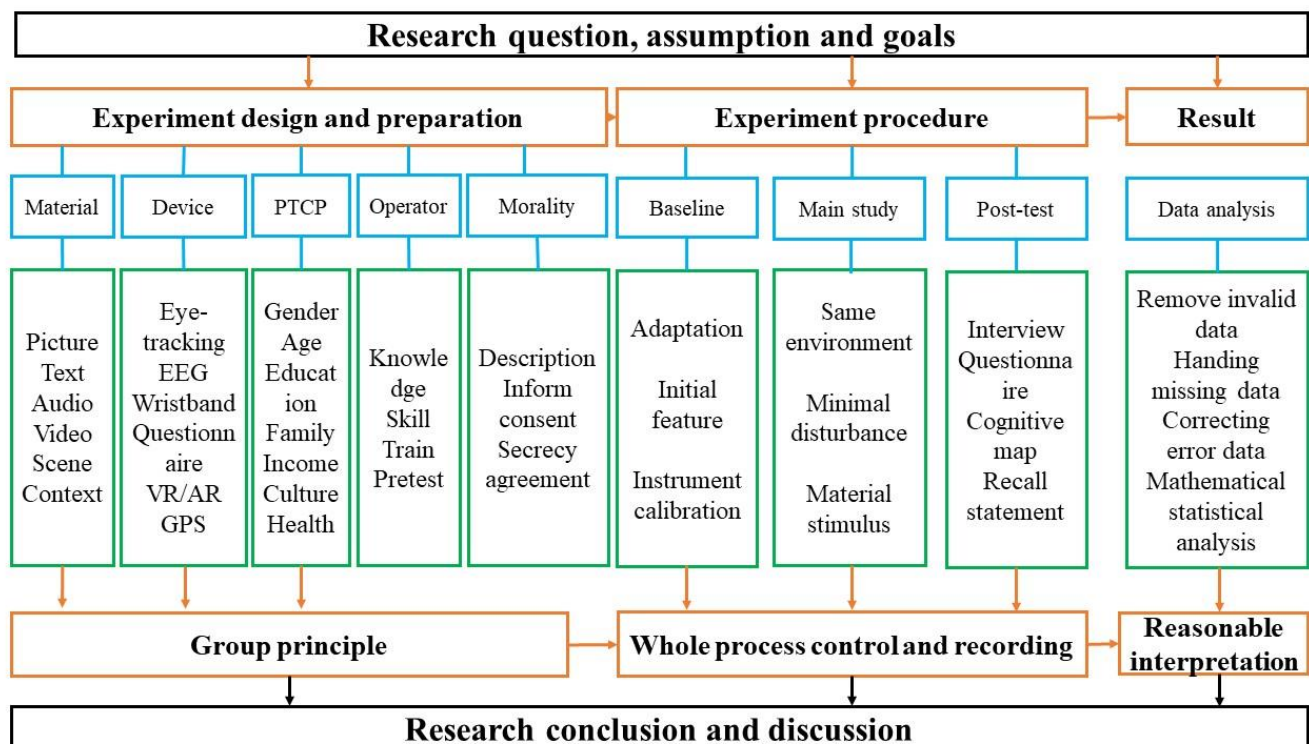 Research question, assumption and goals
Experiment design and preparation
Experiment procedure
Result
Material
Device
PTCP
Operator
Morality
Baseline
Main study
Post-test
Data analysis
Picture
Text
Audio
Video
Scene
Context
Eye-
tracking
EEG
Wristband
Questionn
aire
VR/AR
GPS
Gender
Age
Educat
ion
Family
Income
Culture
Health
Knowle
dge
Skill
Train
Pretest
Description
Inform
consent
Secrecy
agreement
Adaptation
Initial
feature
Instrument
calibration
Same
environment
Minimal
disturbance
Material
stimulus
Interview
Questionna
ire
Cognitive
map
Recall
statement
Remove invalid
data
Handing
missing data
Correcting
error data
Mathematical
statistical
analysis
Group principle
Whole process control and recording
Reasonable
interpretation
Research conclusion and discussion